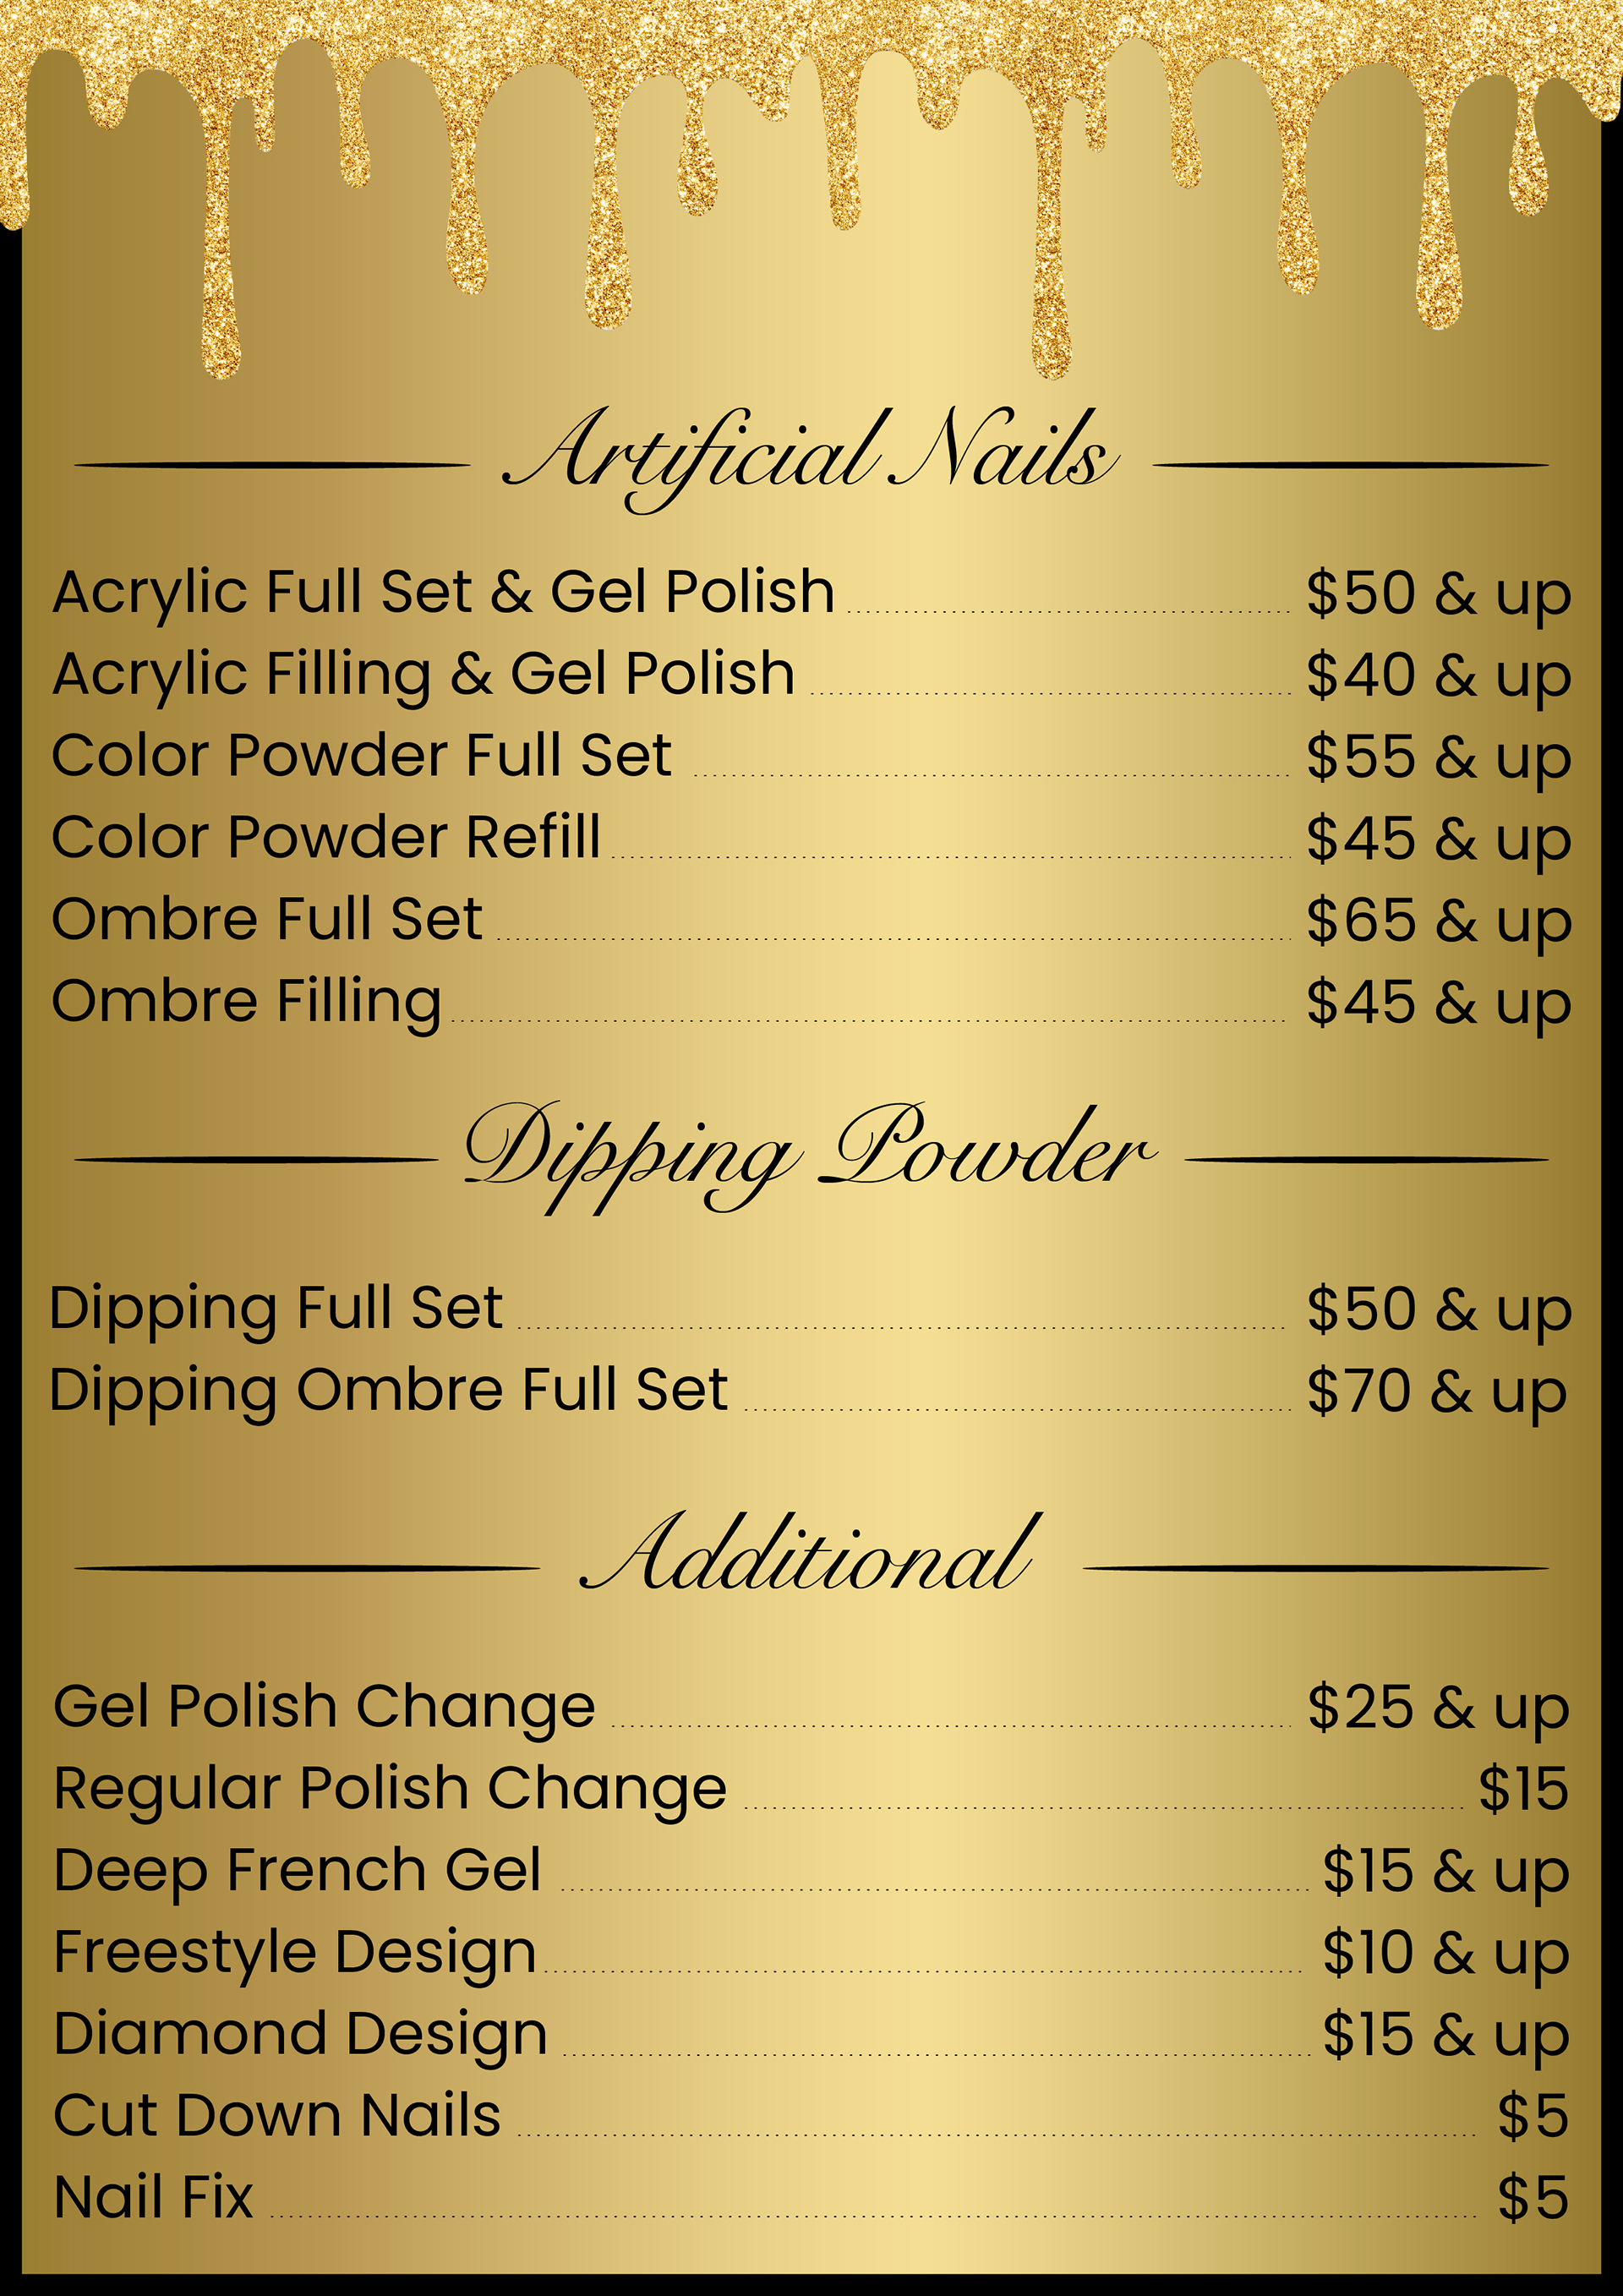 Artificial Nails
Acrylic Full Set & Gel Polish $50 & up
Acrylic Filling & Gel Polish $40 & up
Color Powder Full Set $55 & up
Color Powder Refill $45 & up
Ombre Full Set $65 & up
Ombre Filling $45 & up
Dipping Powder
Dipping Full Set $50 & up
Dipping Ombre Full Set $70 & up
Additional
Gel Polish Change $25 & up
Regular Polish Change $15
Deep French Gel $15 & up
Freestyle Design $10 & up
Diamond Design $15 & up
Cut Down Nails $5
Nail Fix $5